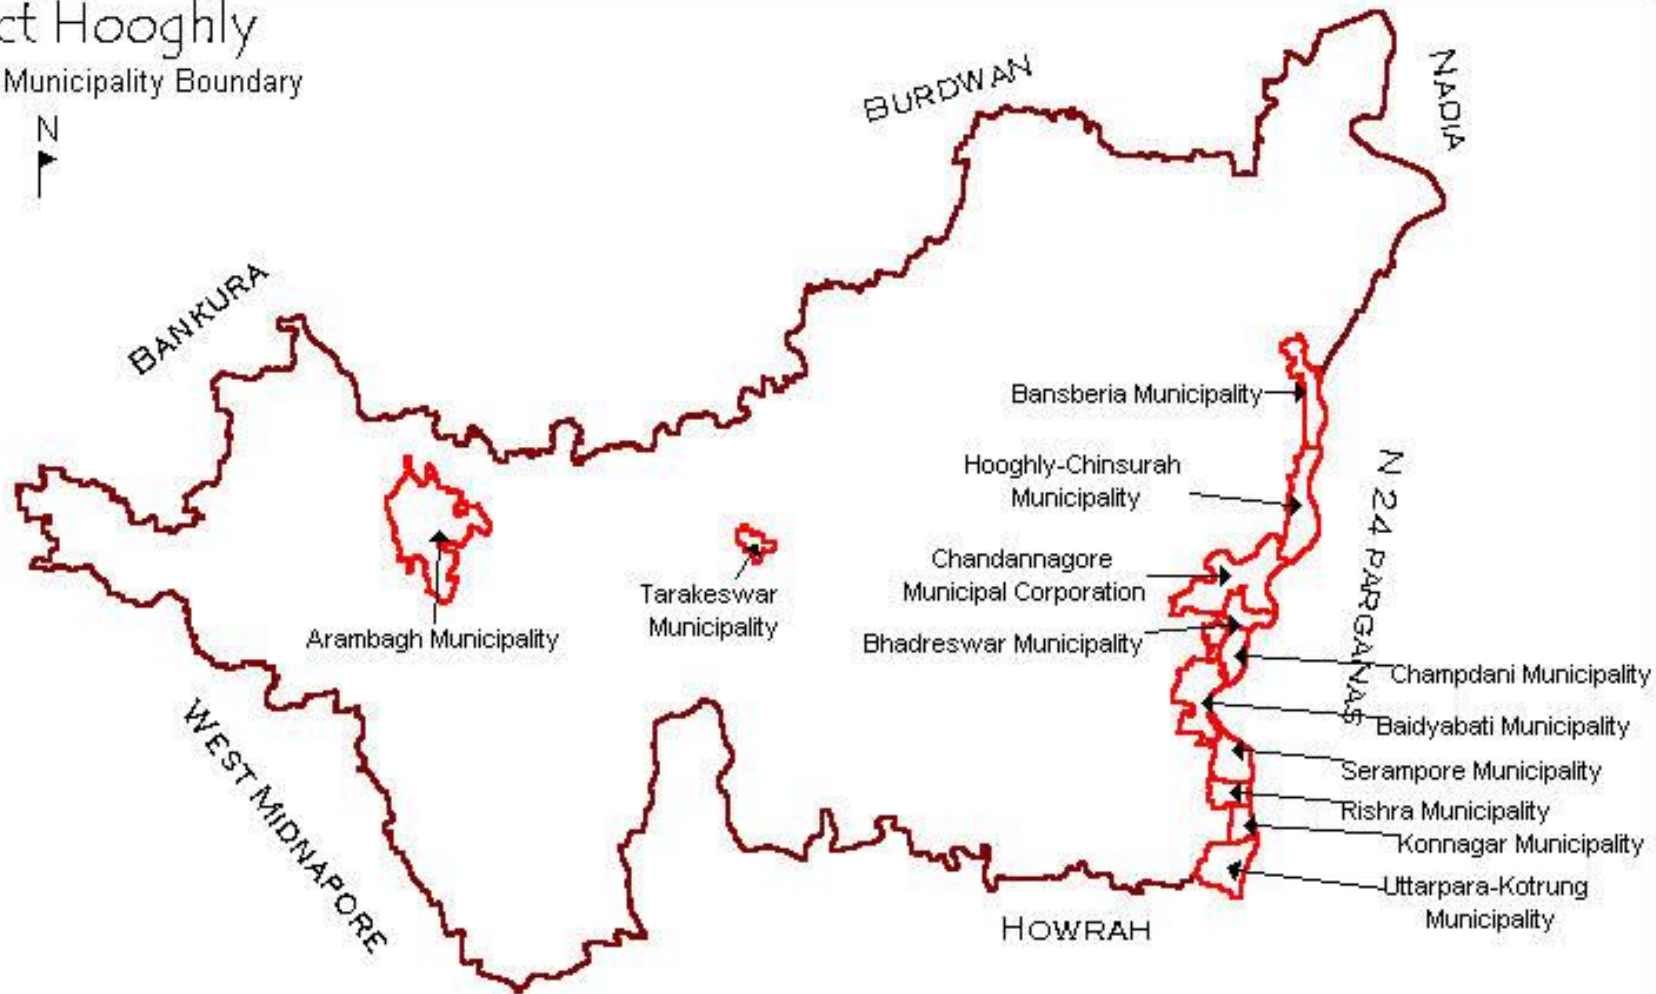 ct Hooghly
Municipality Boundary
N
BURDWAN
NADIA
BANKURA
Bansberia Municipality
Hooghly-Chinsurah
Municipality
N 24 PARGANAS
Chandannagore
Municipal Corporation
Tarakeswar
Municipality
Arambagh Municipality
Bhadreswar Municipality
Champdani Municipality
Baidyabati Municipality
Serampore Municipality
Rishra Municipality
Konnagar Municipality
Uttarpara-Kotrung
Municipality
WEST MIDNAPORE
HOWRAH